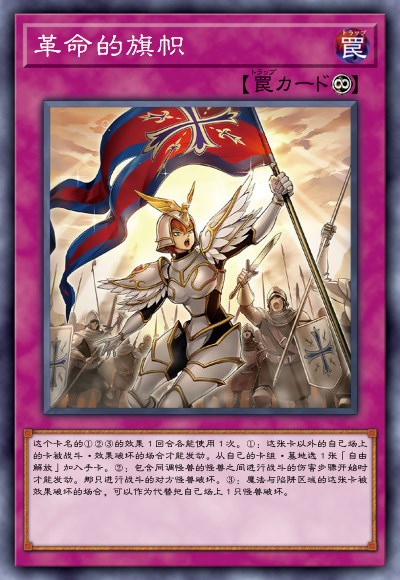 革命的旗帜
トラップ
罠
トラップ
【罠カード】
这个卡名的①②③的效果1回合各能使用1次。①：这张卡以外的自己场上
的卡被战斗·效果破坏的场合才能发动。从自己的卡组·墓地选1张「自由
解放」加入手卡。②：包含同调怪兽的怪兽之间进行战斗的伤害步骤开始时
才能发动。那只进行战斗的对方怪兽破坏。③：魔法与陷阱区域的这张卡被
效果破坏的场合，可以作为代替把自己场上1只怪兽破坏。